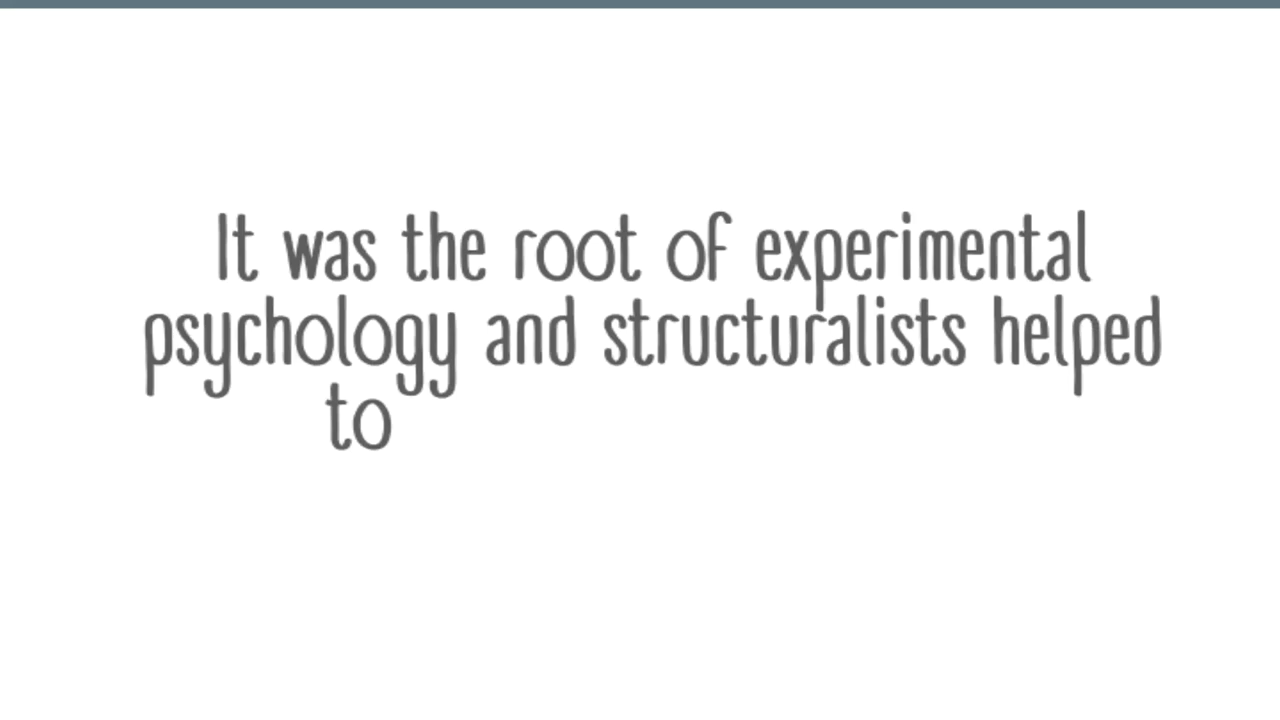 It was the root of experimental
psychology and structuralists helped
to